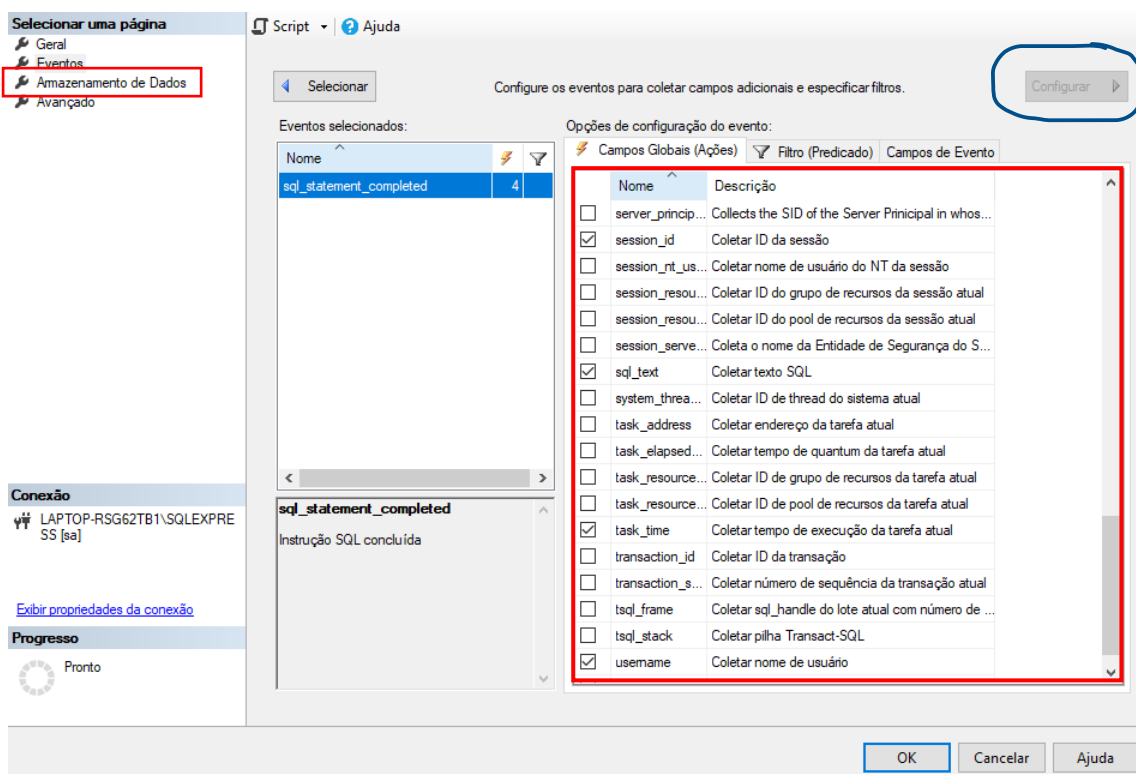 Selecionar uma página
Geral
Eventos
Armazenamento de Dados
Avançado
Script
Ajuda
Selecionar
Configure os eventos para coletar campos adicionais e especificar filtros.
Configurar
Eventos selecionados:
Nome
sql_statement_completed 4
sql_statement_completed
Instrução SQL concluída
Opções de configuração do evento:
Campos Globais (Ações) Filtro (Predicado) Campos de Evento
Nome Descrição
server_princip... Collects the SID of the Server Prinicipal in whos...
session_id Coletar ID da sessão
session_nt_us... Coletar nome de usuário do NT da sessão
session_resou... Coletar ID do grupo de recursos da sessão atual
session_resou... Coletar ID do pool de recursos da sessão atual
session_serve... Coleta o nome da Entidade de Segurança do S...
sql_text Coletar texto SQL
system_threa... Coletar ID de thread do sistema atual
task_address Coletar endereço da tarefa atual
task_elapsed... Coletar tempo de quantum da tarefa atual
task_resource... Coletar ID de grupo de recursos da tarefa atual
task_resource... Coletar ID de pool de recursos da tarefa atual
task_time Coletar tempo de execução da tarefa atual
transaction_id Coletar ID da transação
transaction_s... Coletar número de sequência da transação atual
tsql_frame Coletar sql_handle do lote atual com número de ...
tsql_stack Coletar pilha Transact-SQL
username Coletar nome de usuário
Conexão
LAPTOP-RSG62TB1\SQLEXPRE
SS [sa]
Exibir propriedades da conexão
Progresso
Pronto
OK Cancelar Ajuda